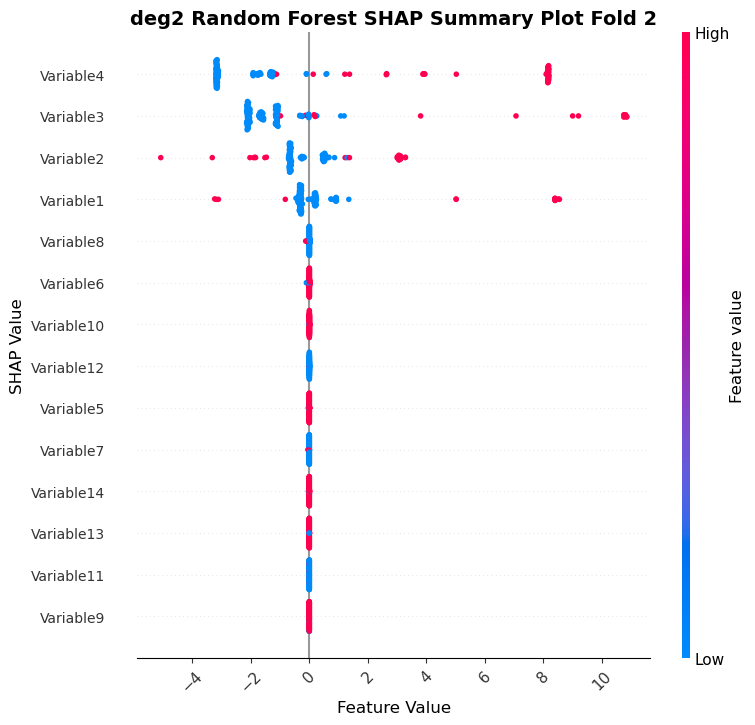 deg2 Random Forest SHAP Summary Plot Fold 2
High
Variable4
Variable3
Variable2
Variable1
Variable8
Variable6
Variable10
Variable12
Variable5
Variable7
Variable14
Variable13
Variable11
Variable9
SHAP Value
Feature value
Low
−4 −2 0 2 4 6 8 10
Feature Value